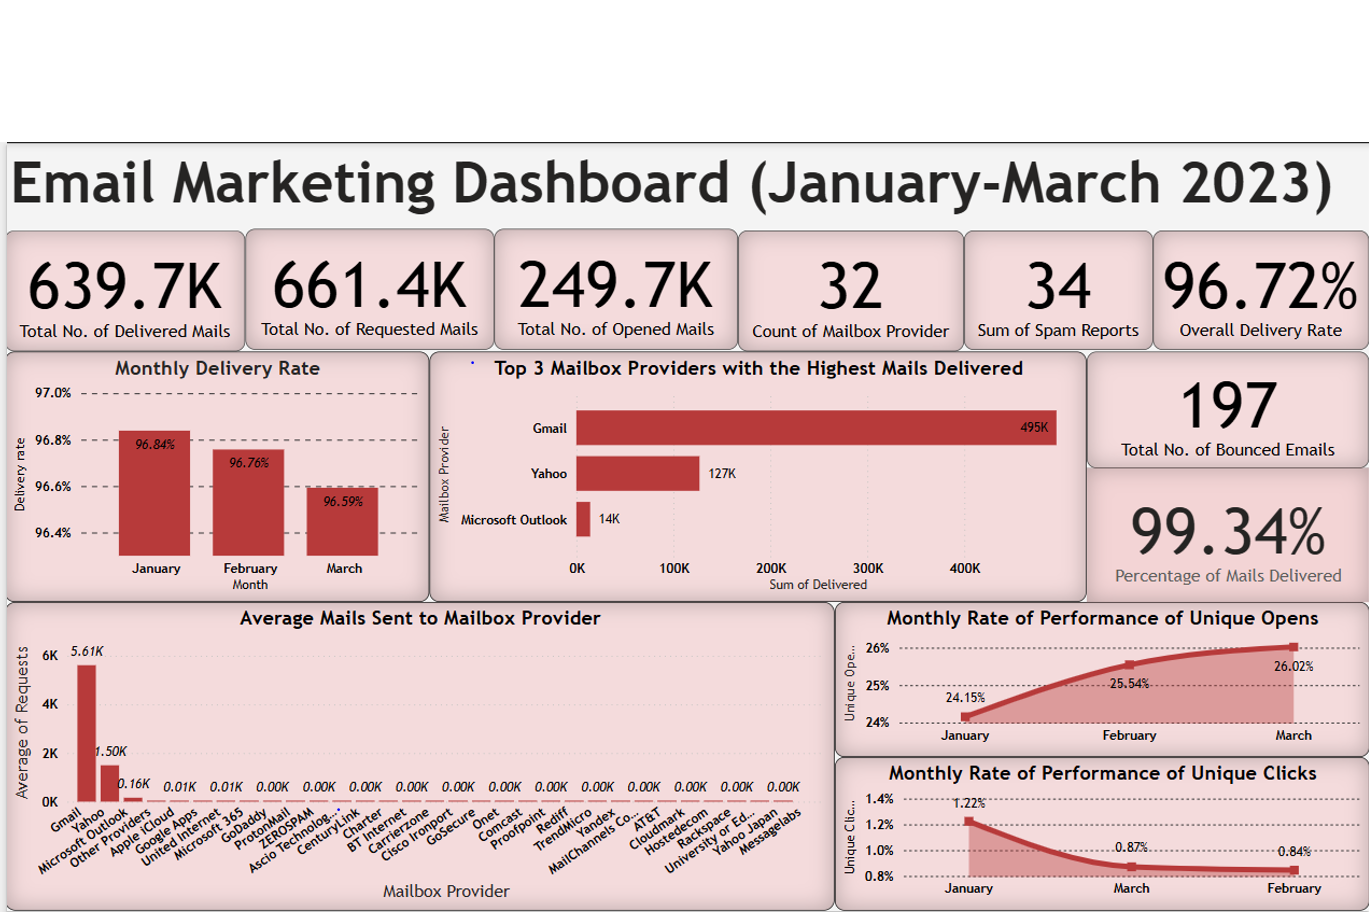 Email Marketing Dashboard (January-March 2023)
639.7K
Total No. of Delivered Mails
661.4K
Total No. of Requested Mails
249.7K
Total No. of Opened Mails
32
Count of Mailbox Provider
34
Sum of Spam Reports
96.72%
Overall Delivery Rate
Monthly Delivery Rate
Delivery rate
97.0%
96.8%
96.6%
96.4%
96.84%
96.76%
96.59%
January
February
March
Month
Top 3 Mailbox Providers with the Highest Mails Delivered
Mailbox Provider
Gmail
495K
Yahoo
127K
Microsoft Outlook
14K
0K
100K
200K
300K
400K
Sum of Delivered
197
Total No. of Bounced Emails
99.34%
Percentage of Mails Delivered
Average Mails Sent to Mailbox Provider
Average of Requests
6K
4K
2K
0K
5.61K
1.50K
0.16K
0.01K
0.01K
0.00K
0.00K
0.00K
0.00K
0.00K
0.00K
0.00K
0.00K
0.00K
0.00K
0.00K
0.00K
Gmail
Yahoo
Microsoft Outlook
Other Providers
Apple iCloud
Google Apps
United Internet
Microsoft 365
GoDaddy
ProtonMail
ZEROSPAM
Ascio Technolog...
CenturyLink
Charter
BT Internet
Carrierzone
Cisco Ironport
GoSecure
Onet
Comcast
Proofpoint
Rediff
TrendMicro
Yandex
MailChannels Co...
AT&T
Cloudmark
Hostedecom
Rackspace
University or Ed...
Yahoo Japan
Messagelabs
Mailbox Provider
Monthly Rate of Performance of Unique Opens
Unique Ope...
26%
25%
24%
24.15%
25.54%
26.02%
January
February
March
Monthly Rate of Performance of Unique Clicks
Unique Clic...
1.4%
1.2%
1.0%
0.8%
1.22%
0.87%
0.84%
January
March
February